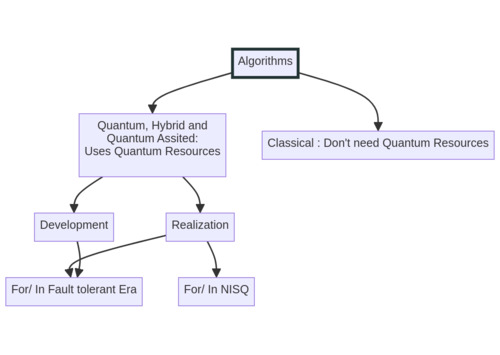 Algorithms
Quantum, Hybrid and
Quantum Assited:
Uses Quantum Resources
Classical : Don't need Quantum Resources
Development
Realization
For/ In Fault tolerant Era
For/ In NISQ